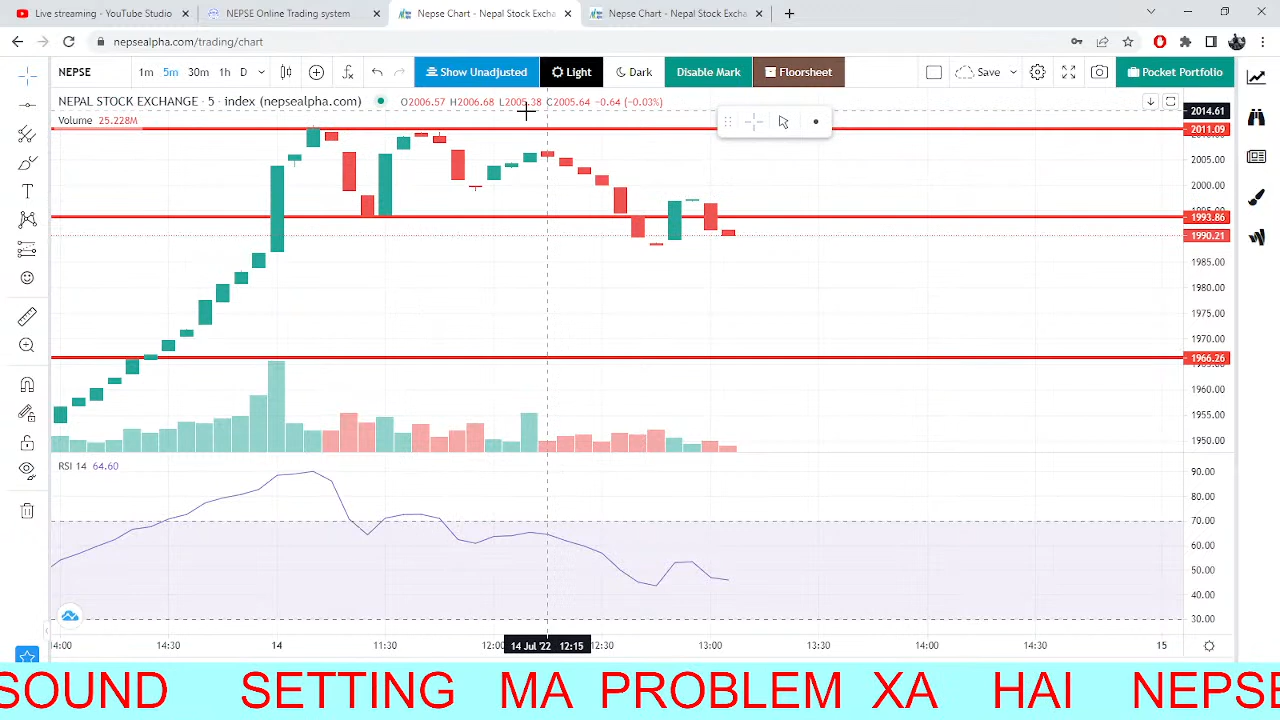 Live streaming - YouTube Studio
NEPSE Online Trading system
Nepse Chart - Nepal Stock Excha
Nepse Chart - Nepal Stock Excha
nepsealpha.com/trading/chart
NEPSE 1m 5m 30m 1h D Show Unadjusted Light Dark Disable Mark Floorsheet Save Pocket Portfolio
NEPAL STOCK EXCHANGE · 5 · index (nepsealpha.com) O2006.57 H2006.68 L2005.38 C2005.64 −0.64 (−0.03%)
Volume 25.228M
2014.61
2011.09
2005.00
2000.00
1993.86
1990.21
1985.00
1980.00
1975.00
1970.00
1966.26
1960.00
1955.00
1950.00
RSI 14 64.60
90.00
80.00
70.00
60.00
50.00
40.00
30.00
14:30 14 11:30 12:00 14 Jul '22 12:15 12:30 13:00 13:30 14:00 14:30 15
SOUND SETTING MA PROBLEM XA HAI NEPSE